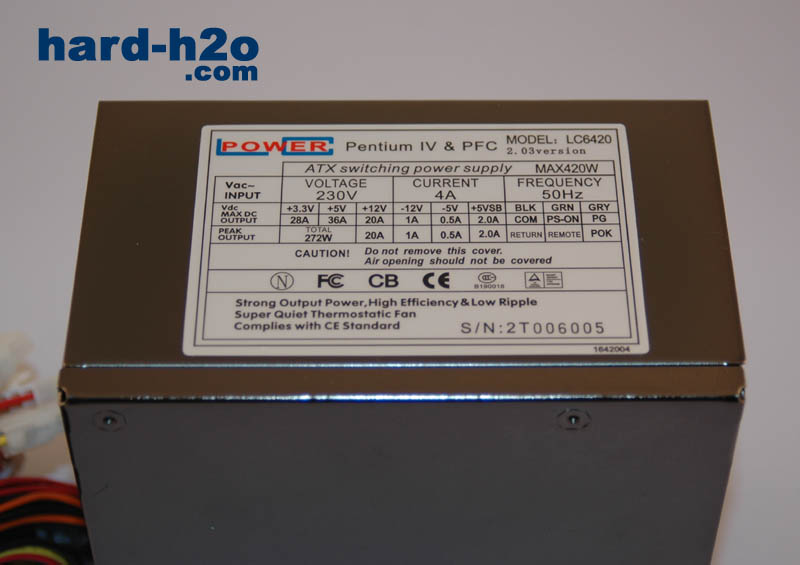 hard-h2o
.com
LC POWER Pentium IV & PFC MODEL: LC6420
2.03version
ATX switching power supply MAX420W
Vac~ INPUT VOLTAGE 230V CURRENT 4A FREQUENCY 50Hz
Vdc MAX DC OUTPUT +3.3V +5V +12V -12V -5V +5VSB BLK GRN GRY
28A 36A 20A 1A 0.5A 2.0A COM PS-ON PG
PEAK OUTPUT TOTAL 272W 20A 1A 0.5A 2.0A RETURN REMOTE POK
CAUTION! Do not remove this cover.
Air opening should not be covered
N FC CB CE CCC
B190018
Strong Output Power, High Efficiency & Low Ripple
Super Quiet Thermostatic Fan
Complies with CE Standard S/N: 2T006005
1642004